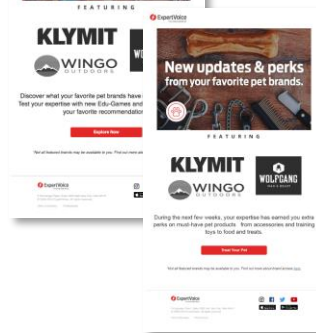 FEATURING
KLYMIT
WINGO
OUTDOORS
Discover what your favorite pet brands have
Test your expertise with new Edu-Games and
your favorite recommendatio
Explore Now
ExpertVoice
ExpertVoice
New updates & perks
from your favorite pet brands.
FEATURING
KLYMIT
WINGO
OUTDOORS
WOLFGANG
MAN & BEAST
During the next few weeks, your expertise has earned you extra
perks on must-have pet products from accessories and training
toys to food and treats.
Treat Your Pet
ExpertVoice